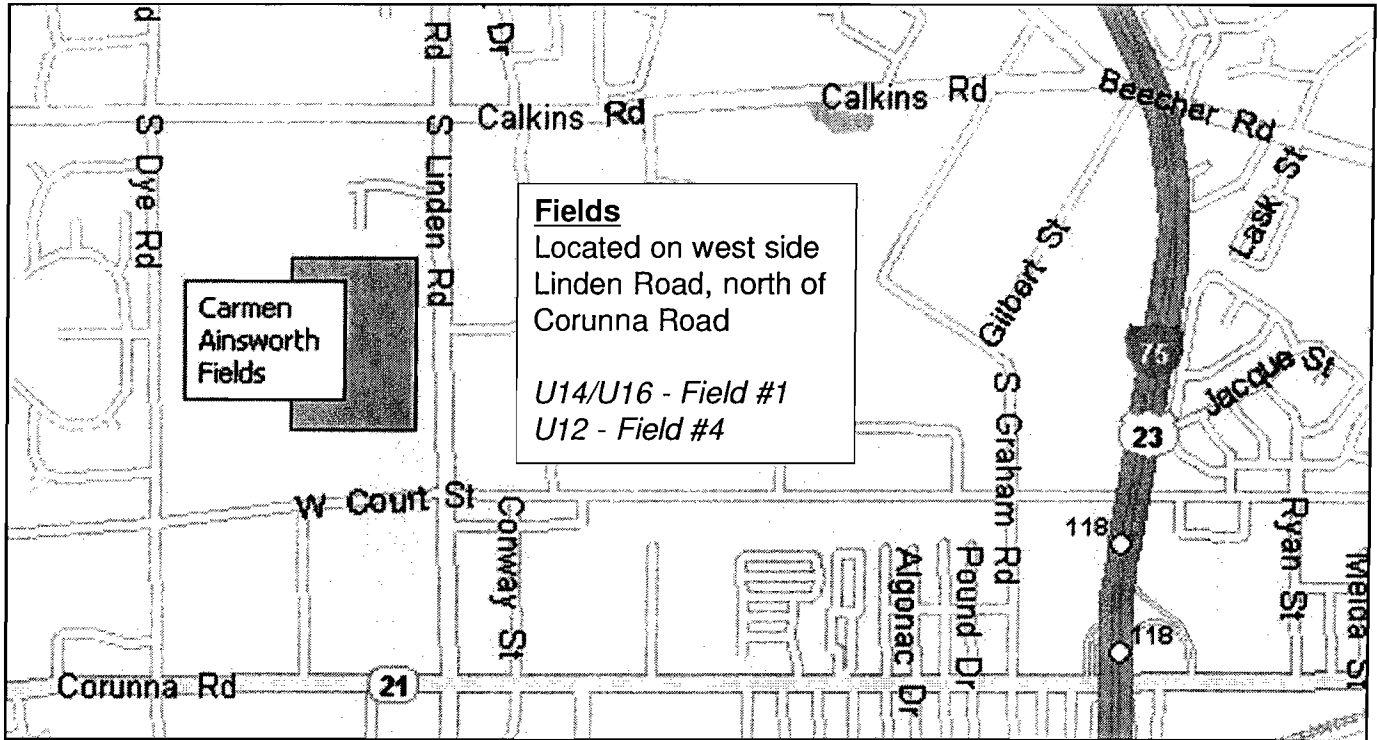 Rd
Rd
Dr
Calkins Rd
Calkins Rd
Beecher Rd
S Dye Rd
S Linden Rd
Lask St
Fields
Located on west side
Linden Road, north of
Corunna Road
U14/U16 - Field #1
U12 - Field #4
Carmen
Ainsworth
Fields
Gilbert St
75
Jacque St
23
S Graham Rd
W Court St
Conway St
118
Algonac Dr
Pound Dr
Ryan St
118
Corunna Rd
21